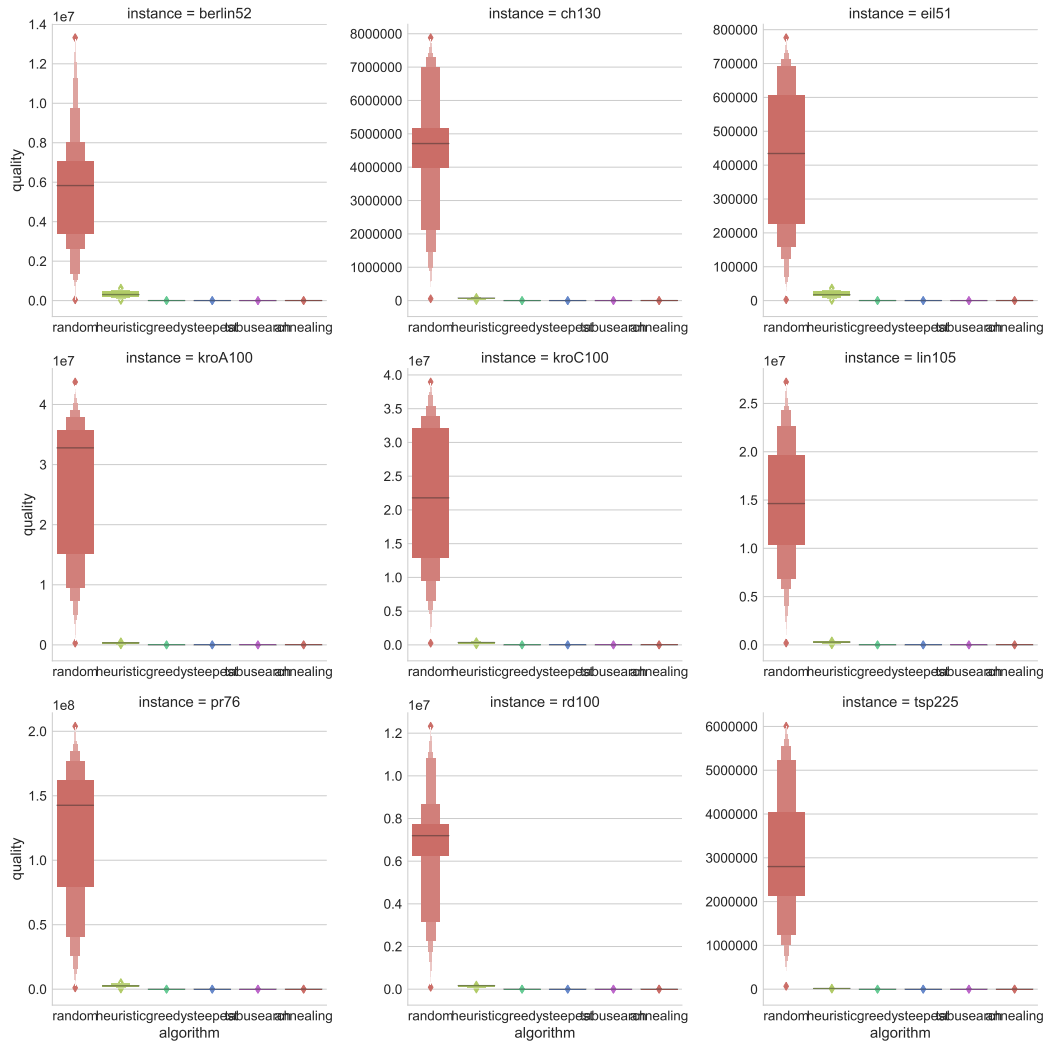 instance = berlin52
1e7
1.4
1.2
1.0
0.8
0.6
0.4
0.2
0.0
quality
random heuristic greedy steepest tabusearch annealing
instance = ch130
8000000
7000000
6000000
5000000
4000000
3000000
2000000
1000000
0
random heuristic greedy steepest tabusearch annealing
instance = eil51
800000
700000
600000
500000
400000
300000
200000
100000
0
random heuristic greedy steepest tabusearch annealing
instance = kroA100
1e7
4
3
2
1
0
quality
random heuristic greedy steepest tabusearch annealing
instance = kroC100
1e7
4.0
3.5
3.0
2.5
2.0
1.5
1.0
0.5
0.0
random heuristic greedy steepest tabusearch annealing
instance = lin105
1e7
2.5
2.0
1.5
1.0
0.5
0.0
random heuristic greedy steepest tabusearch annealing
instance = pr76
1e8
2.0
1.5
1.0
0.5
0.0
quality
random heuristic greedy steepest tabusearch annealing
algorithm
instance = rd100
1e7
1.2
1.0
0.8
0.6
0.4
0.2
0.0
random heuristic greedy steepest tabusearch annealing
algorithm
instance = tsp225
6000000
5000000
4000000
3000000
2000000
1000000
0
random heuristic greedy steepest tabusearch annealing
algorithm